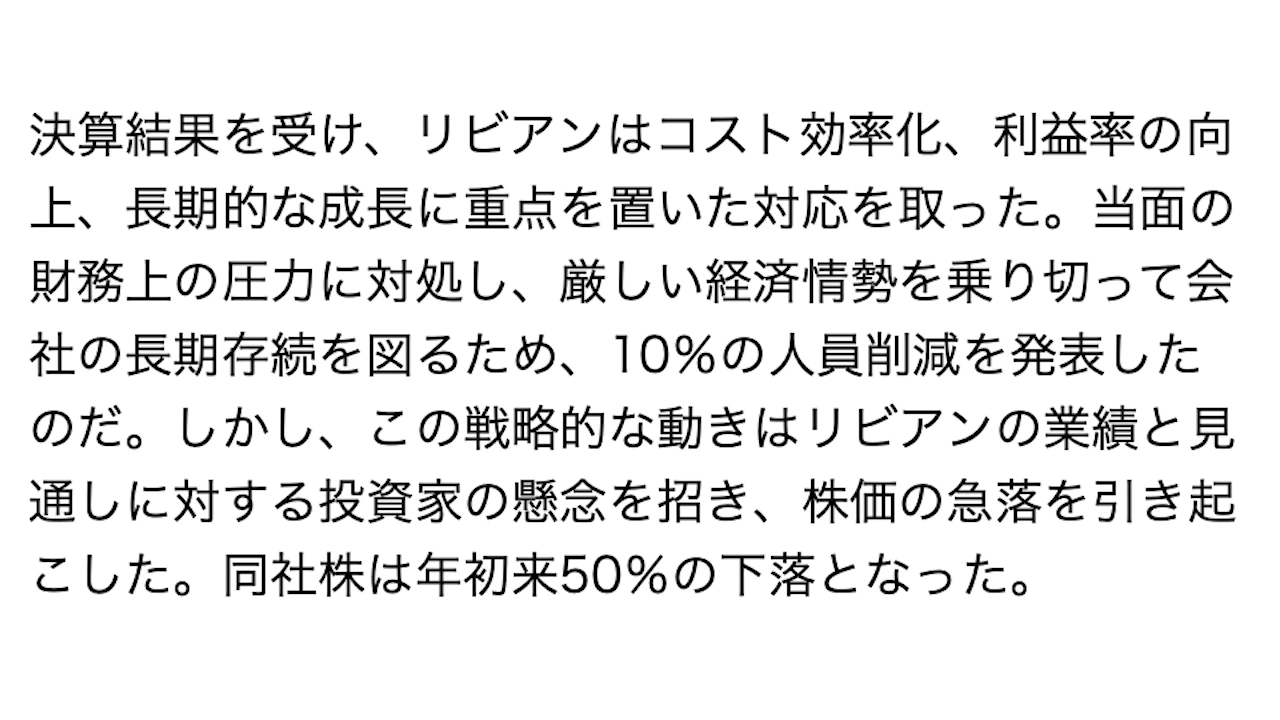 決算結果を受け、リビアンはコスト効率化、利益率の向
上、長期的な成長に重点を置いた対応を取った。当面の
財務上の圧力に対処し、厳しい経済情勢を乗り切って会
社の長期存続を図るため、10%の人員削減を発表した
のだ。しかし、この戦略的な動きはリビアンの業績と見
通しに対する投資家の懸念を招き、株価の急落を引き起
こした。同社株は年初来50%の下落となった。